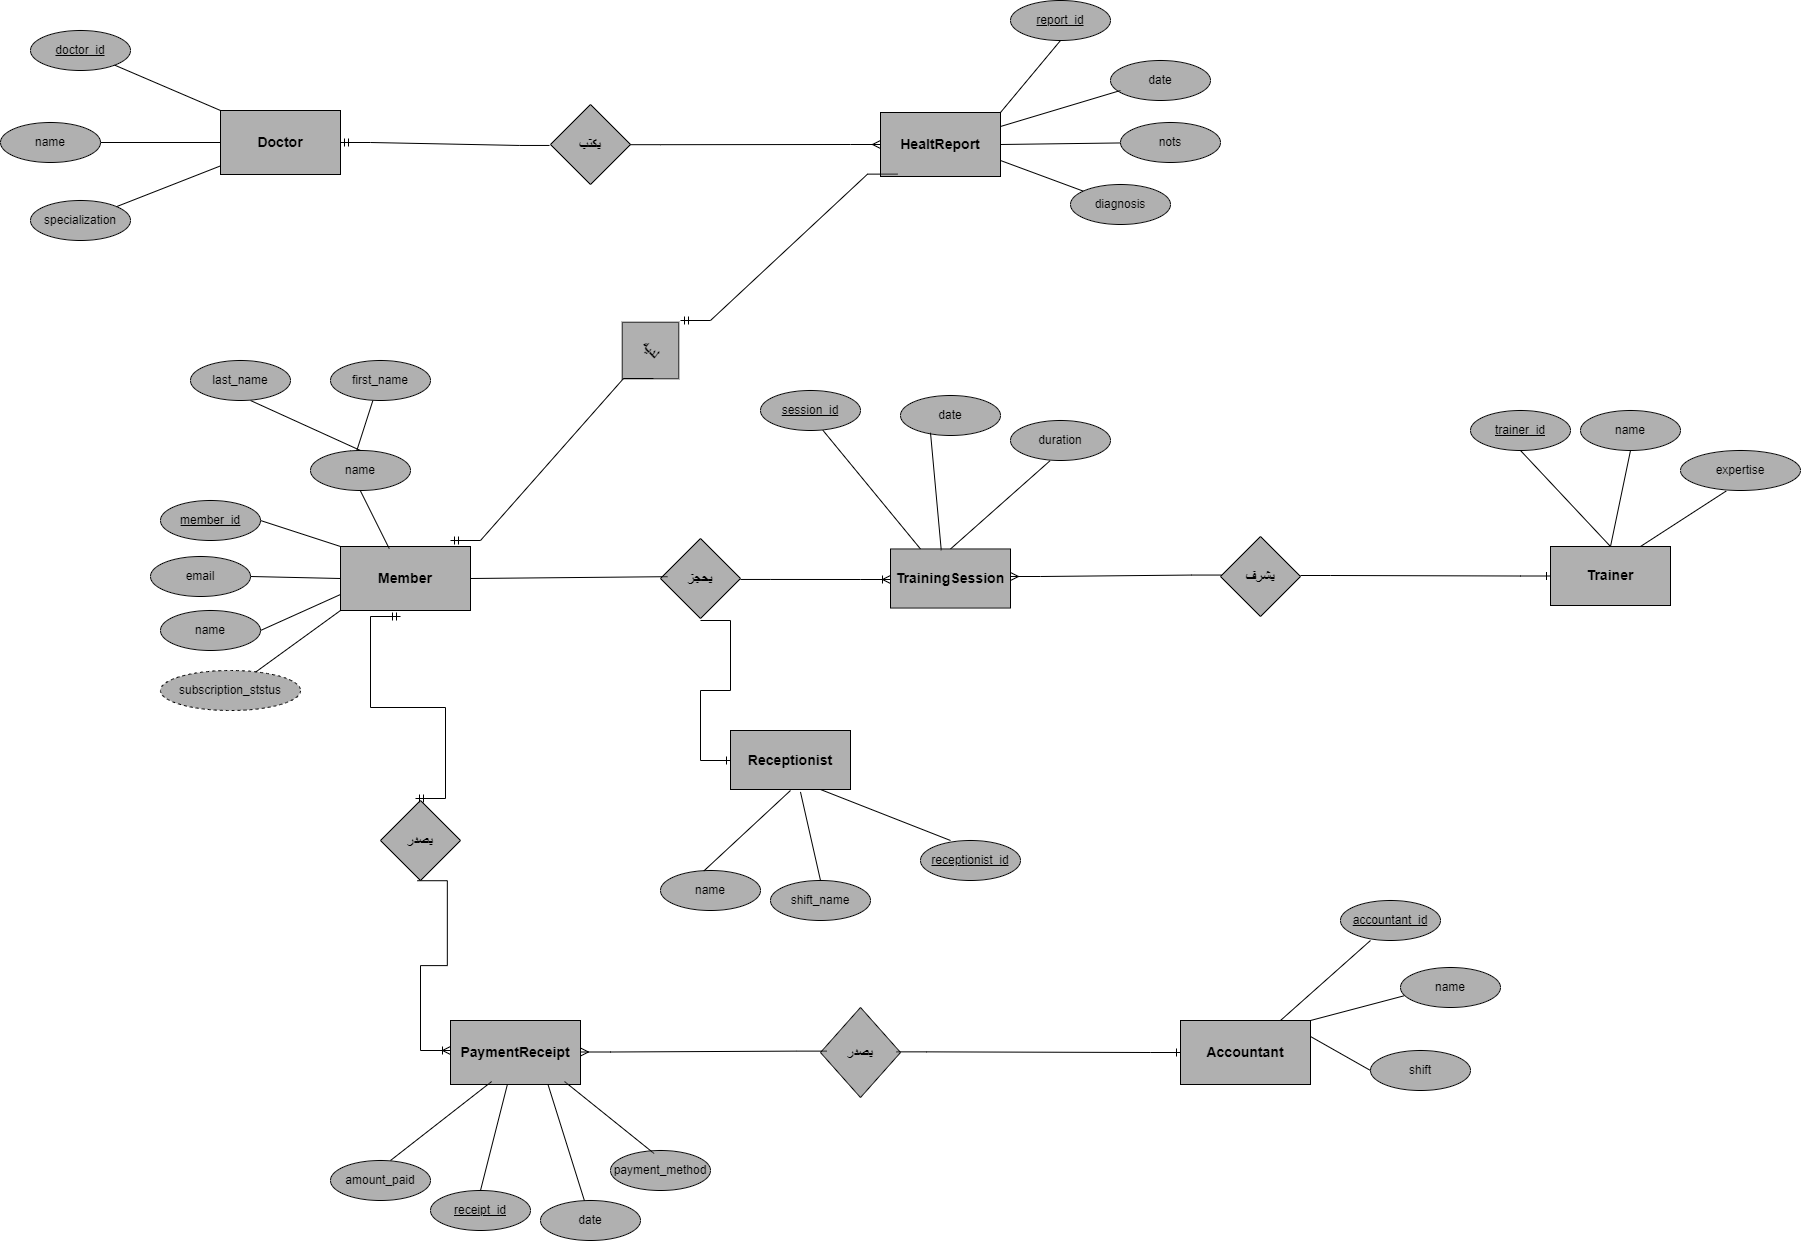 report_id
doctor_id
date
name
Doctor
يكتب
HealtReport
nots
specialization
diagnosis
last_name
first_name
name
session_id
date
duration
trainer_id
name
expertise
member_id
email
Member
يحجز
TrainingSession
يشرف
Trainer
name
subscription_ststus
Receptionist
يصدر
name
shift_name
receptionist_id
accountant_id
name
PaymentReceipt
يصدر
Accountant
shift
amount_paid
receipt_id
date
payment_method